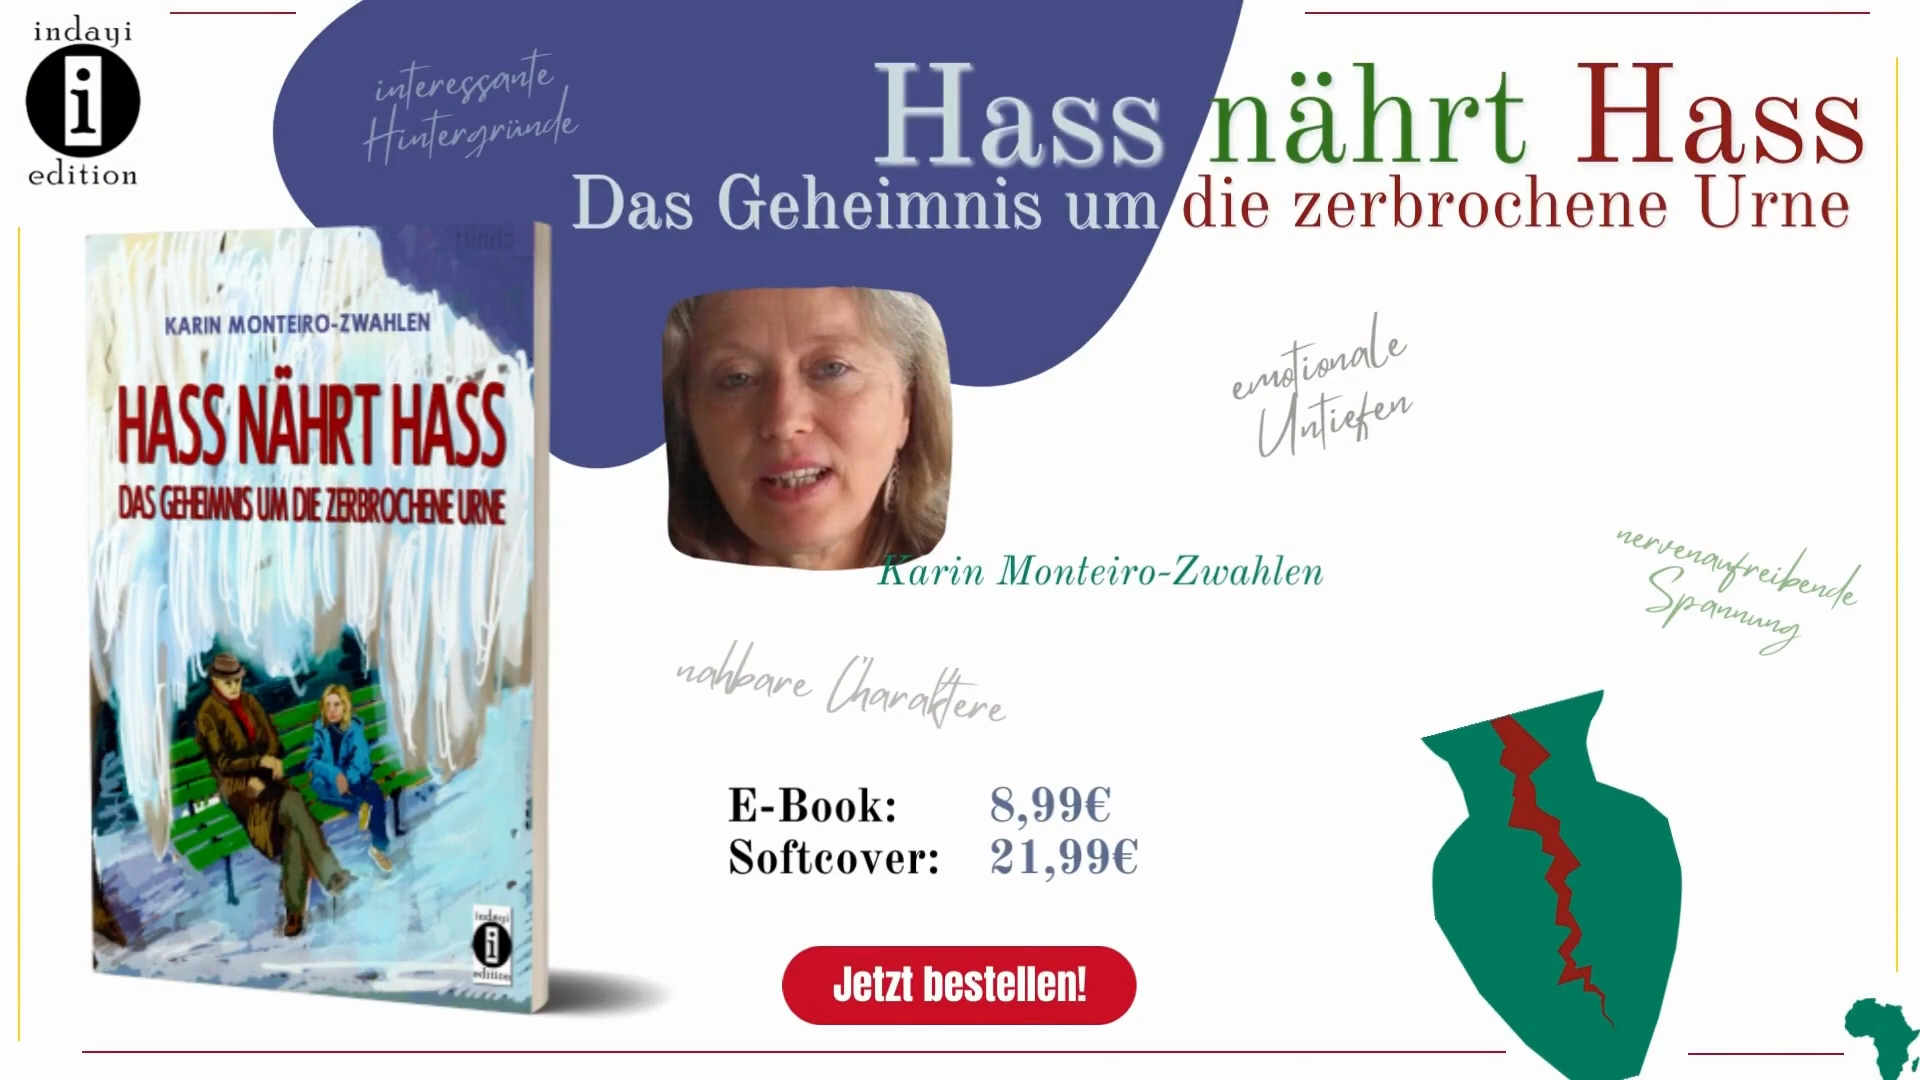 indayi
i
edition
interessante
Hintergründe
Hass nährt Hass
Das Geheimnis um die zerbrochene Urne
KARIN MONTEIRO-ZWAHLEN
HASS NÄHRT HASS
DAS GEHEIMNIS UM DIE ZERBROCHENE URNE
indayi
i
edition
emotionale
Untiefen
Karin Monteiro-Zwahlen
nervenaufreibende
Spannung
nahbare Charaktere
E-Book: 8,99€
Softcover: 21,99€
Jetzt bestellen!